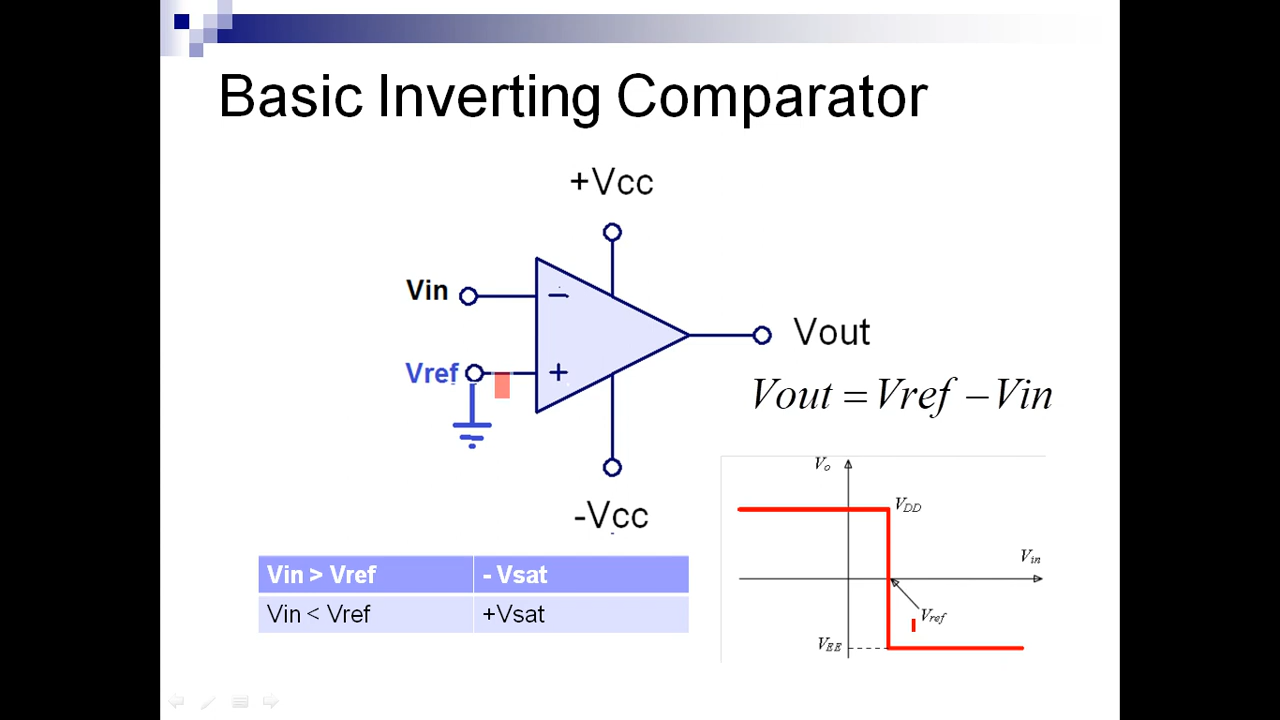 Basic Inverting Comparator
+Vcc
Vin
−
Vref
+
Vout
Vout = Vref − Vin
-Vcc
Vo
VDD
Vin
Vref
VEE
Vin > Vref - Vsat
Vin < Vref +Vsat